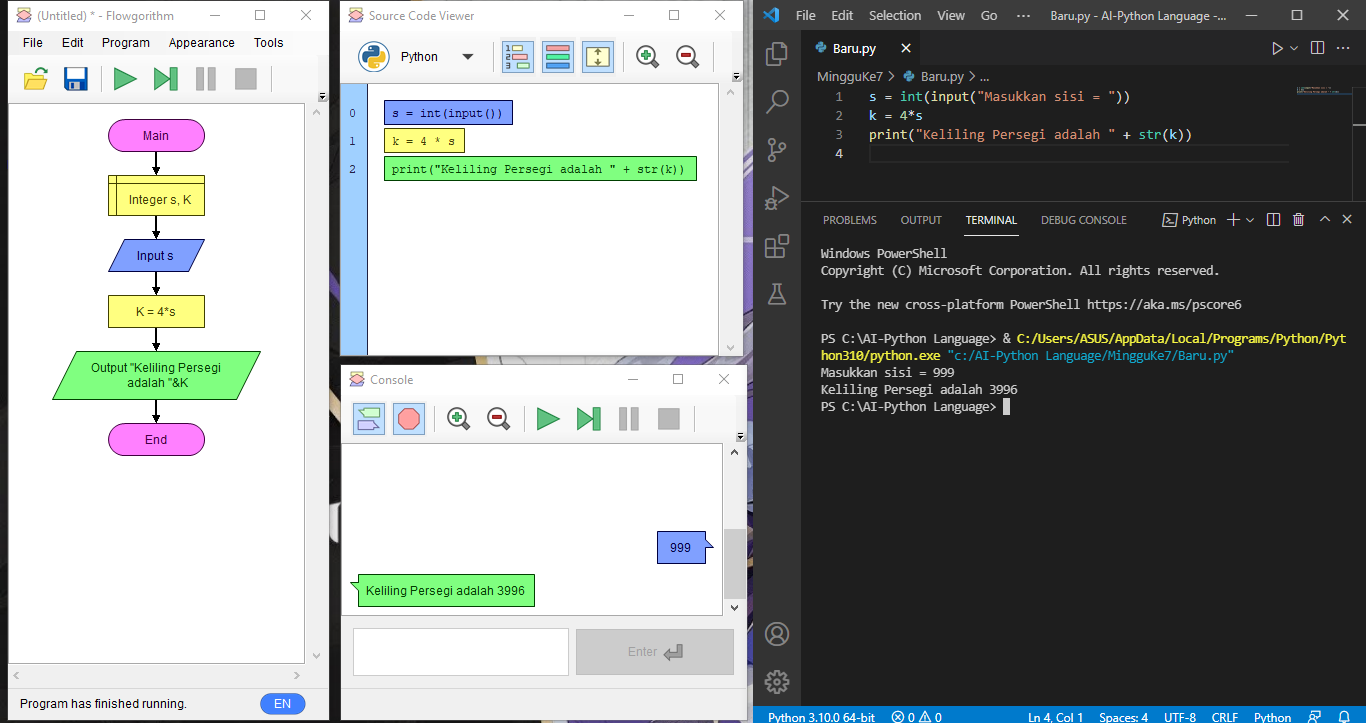 (Untitled) * - Flowgorithm
File Edit Program Appearance Tools
Main
Integer s, K
Input s
K = 4*s
Output "Keliling Persegi
adalah "&K
End
Program has finished running.
EN
Source Code Viewer
Python
0 s = int(input())
1 k = 4 * s
2 print("Keliling Persegi adalah " + str(k))
Console
999
Keliling Persegi adalah 3996
Enter
File Edit Selection View Go ··· Baru.py - AI-Python Language -...
Baru.py
MingguKe7 > Baru.py > ...
1 s = int(input("Masukkan sisi = "))
2 k = 4*s
3 print("Keliling Persegi adalah " + str(k))
4
PROBLEMS OUTPUT TERMINAL DEBUG CONSOLE Python
Windows PowerShell
Copyright (C) Microsoft Corporation. All rights reserved.
Try the new cross-platform PowerShell https://aka.ms/pscore6
PS C:\AI-Python Language> & C:/Users/ASUS/AppData/Local/Programs/Python/Pyt
hon310/python.exe "c:/AI-Python Language/MingguKe7/Baru.py"
Masukkan sisi = 999
Keliling Persegi adalah 3996
PS C:\AI-Python Language>
Python 3.10.0 64-bit 0 0 Ln 4, Col 1 Spaces: 4 UTF-8 CRLF Python